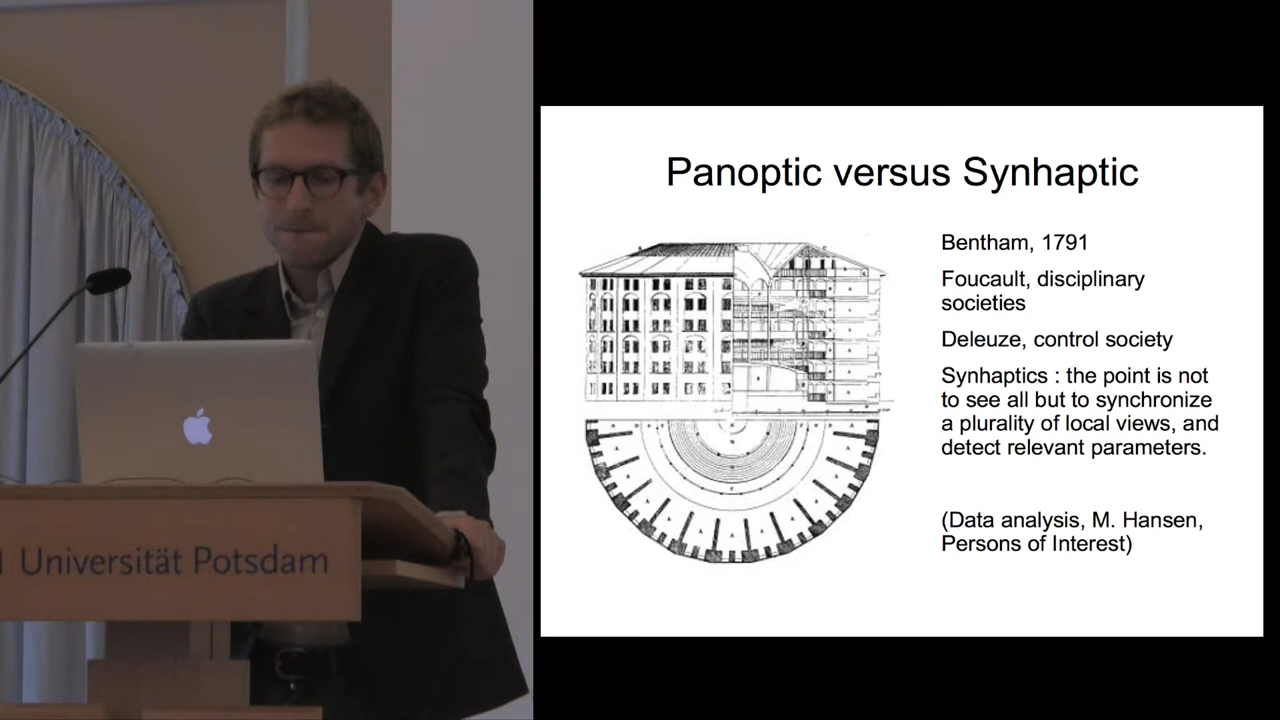 Universität Potsdam
Panoptic versus Synhaptic
Bentham, 1791
Foucault, disciplinary
societies
Deleuze, control society
Synhaptics : the point is not
to see all but to synchronize
a plurality of local views, and
detect relevant parameters.
(Data analysis, M. Hansen,
Persons of Interest)